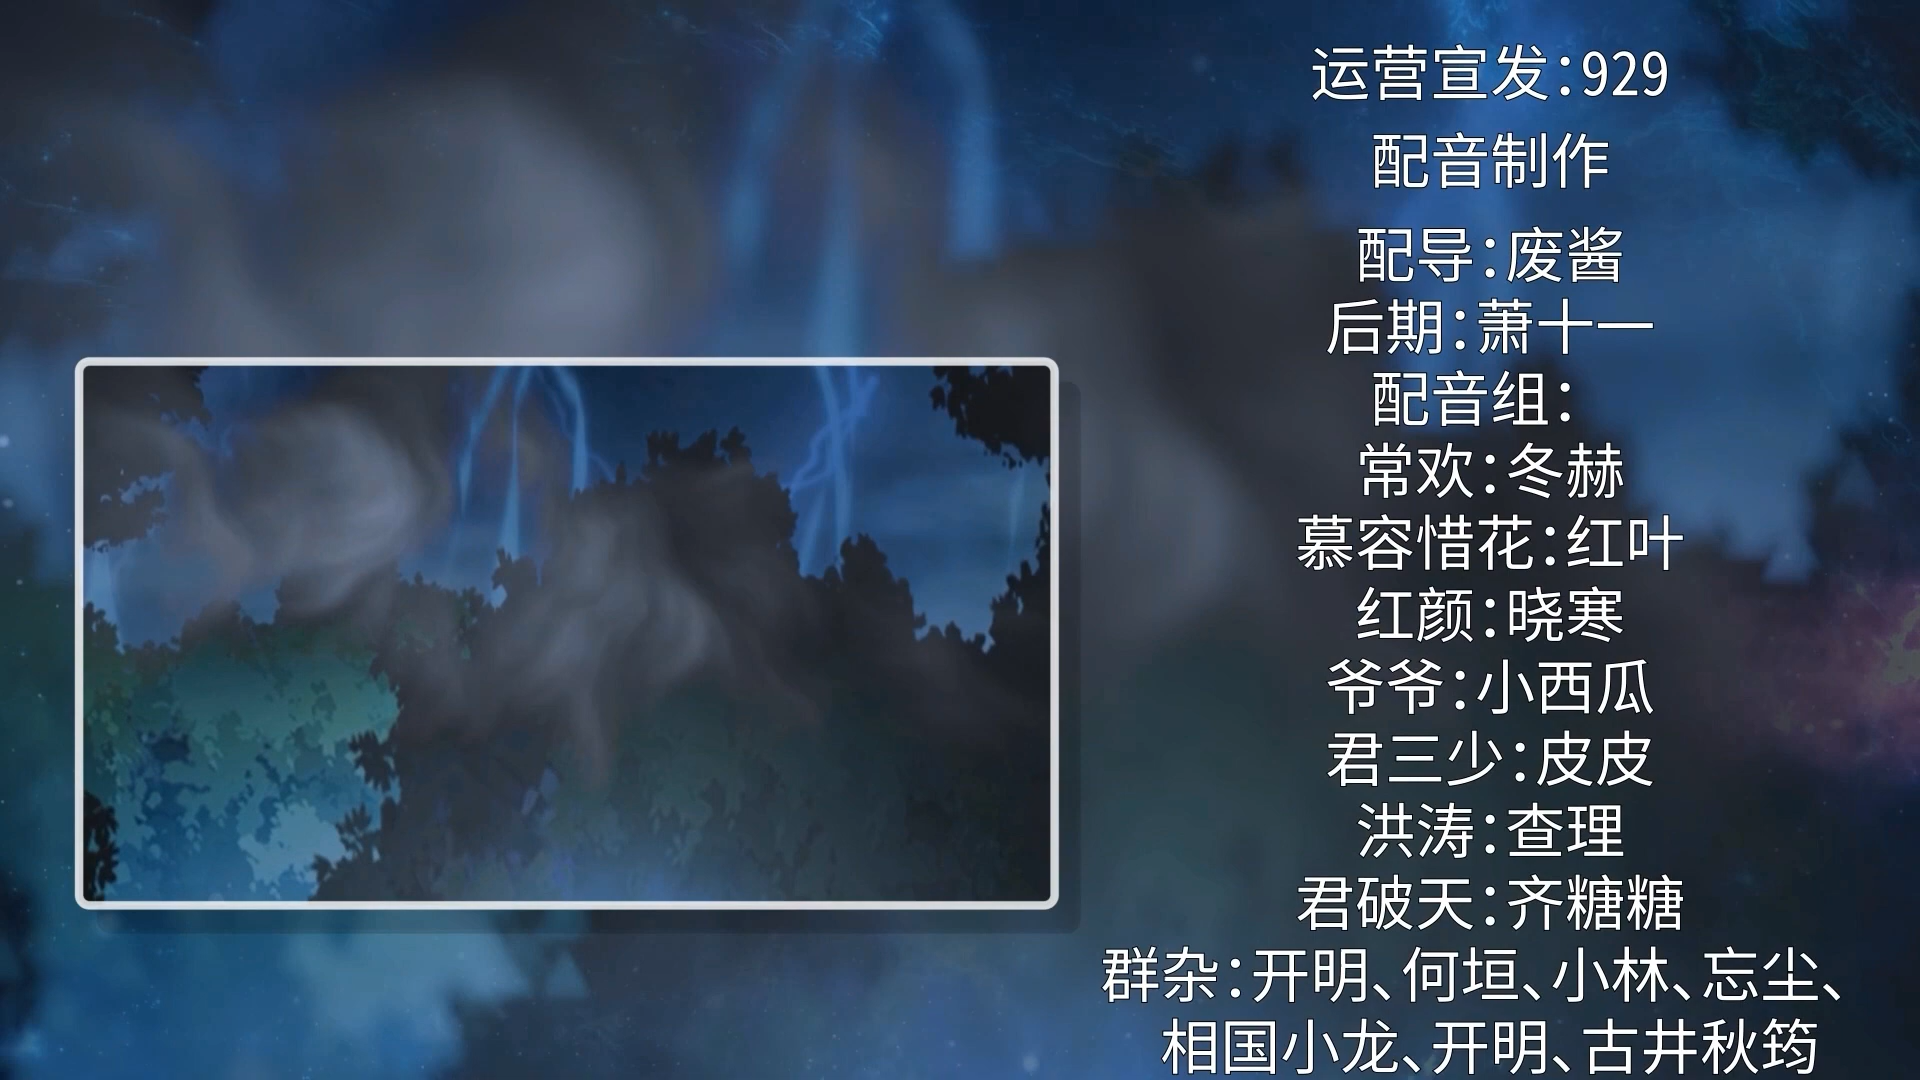 运营宣发:929
配音制作
配导:废酱
后期:萧十一
配音组:
常欢:冬赫
慕容惜花:红叶
红颜:晓寒
爷爷:小西瓜
君三少:皮皮
洪涛:查理
君破天:齐糖糖
群杂:开明、何垣、小林、忘尘、
相国小龙、开明、古井秋筠